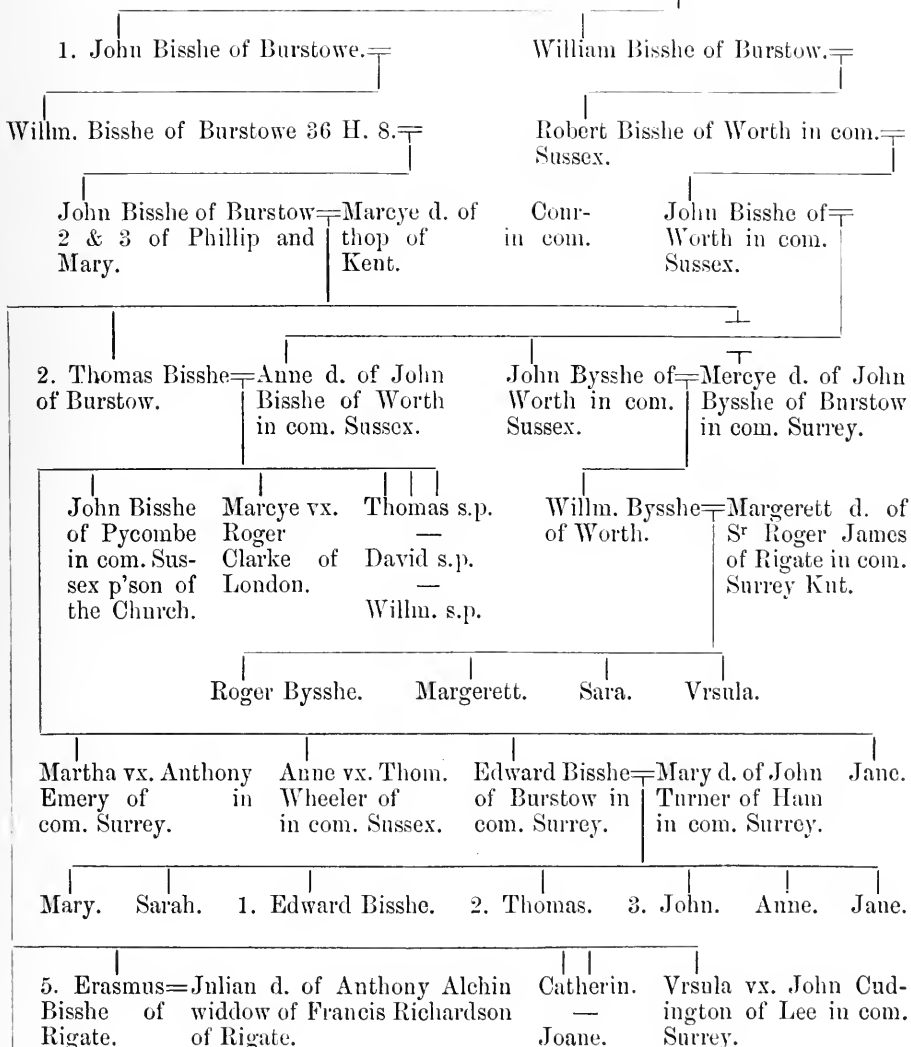 1. John Bisshe of Burstowe.
William Bisshe of Burstow.
Willm. Bisshe of Burstowe 36 H. 8.
Robert Bisshe of Worth in com.
Sussex.
John Bisshe of Burstow
2 & 3 of Phillip and
Mary.
Marcye d. of Cour-
thop of in com.
Kent.
John Bisshe of
Worth in com.
Sussex.
2. Thomas Bisshe
of Burstow.
Anne d. of John
Bisshe of Worth
in com. Sussex.
John Bysshe of
Worth in com.
Sussex.
Mercye d. of John
Bysshe of Burstow
in com. Surrey.
John Bisshe
of Pycombe
in com. Sus-
sex p'son of
the Church.
Marcye vx.
Roger
Clarke of
London.
Thomas s.p.
—
David s.p.
—
Willm. s.p.
Willm. Bysshe
of Worth.
Margerett d. of
Sr Roger James
of Rigate in com.
Surrey Knt.
Roger Bysshe. Margerett. Sara. Vrsula.
Martha vx. Anthony
Emery of in
com. Surrey.
Anne vx. Thom.
Wheeler of
in com. Sussex.
Edward Bisshe
of Burstow in
com. Surrey.
Mary d. of John
Turner of Ham
in com. Surrey.
Jane.
Mary. Sarah. 1. Edward Bisshe. 2. Thomas. 3. John. Anne. Jane.
5. Erasmus
Bisshe of
Rigate.
Julian d. of Anthony Alchin
widdow of Francis Richardson
of Rigate.
Catherin.
—
Joane.
Vrsula vx. John Cud-
ington of Lee in com.
Surrey.